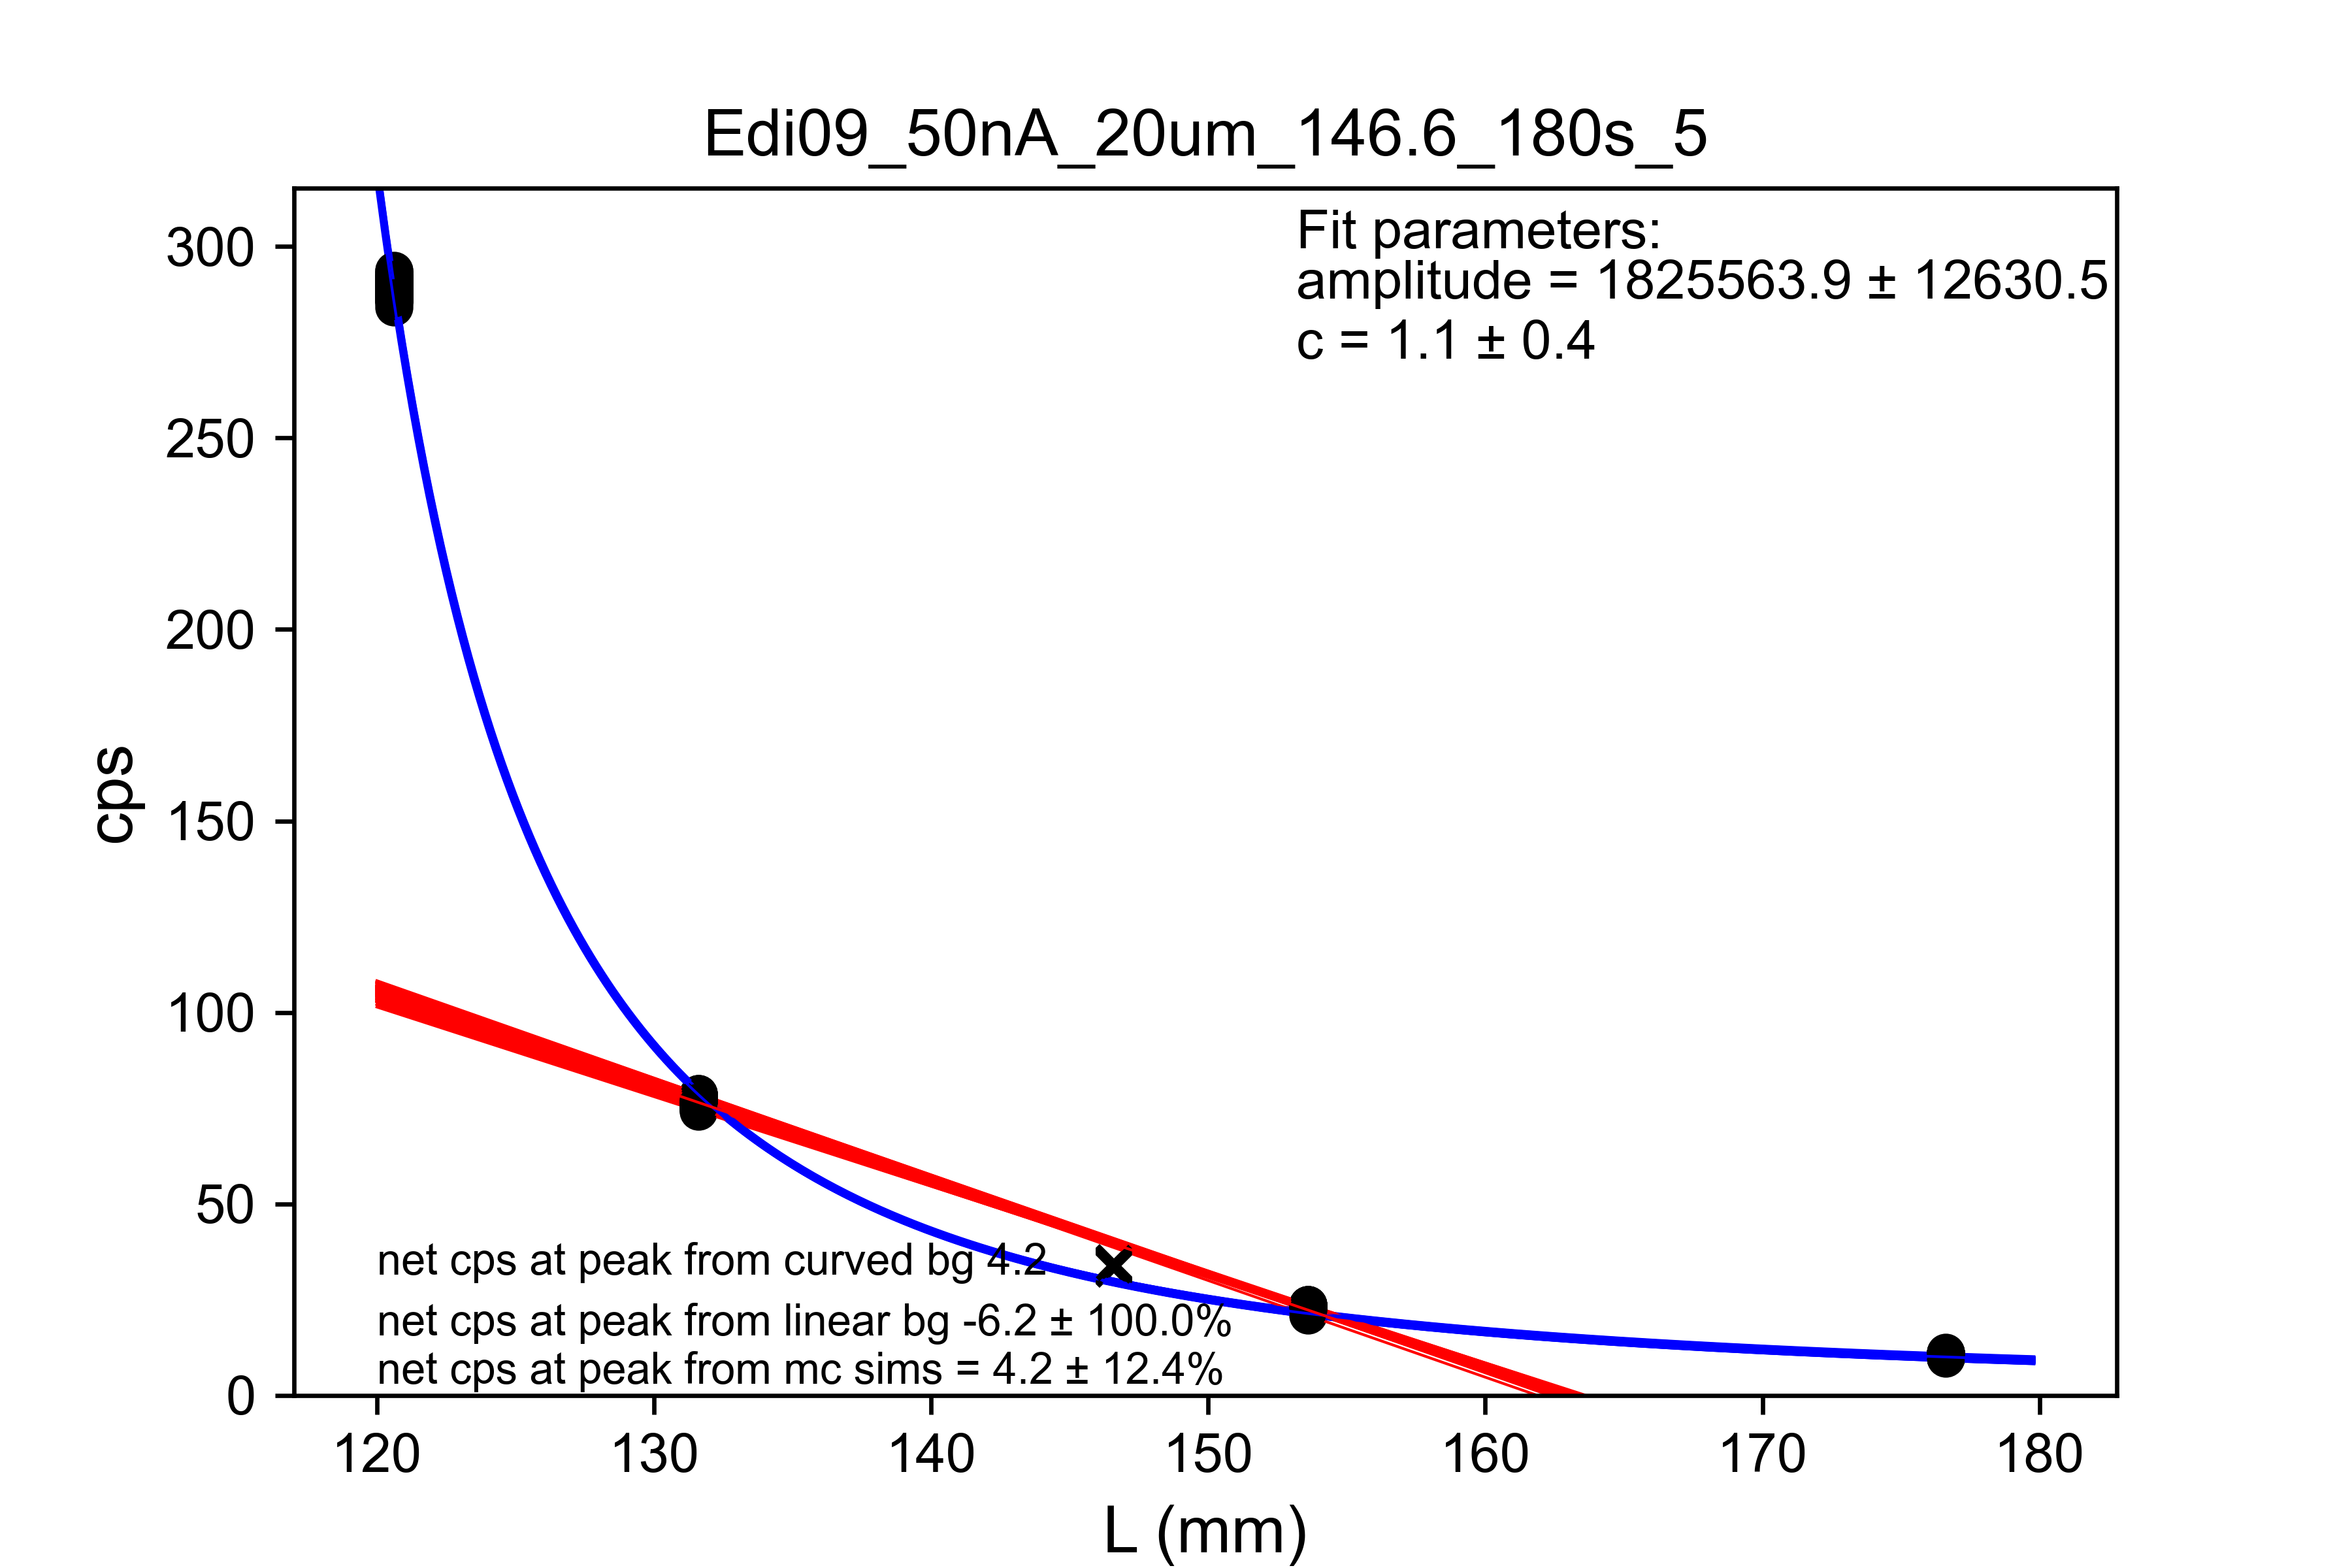 Edi09_50nA_20um_146.6_180s_5
Fit parameters:
amplitude = 1825563.9 ± 12630.5
c = 1.1 ± 0.4
300
250
200
150
100
50
0
cps
net cps at peak from curved bg 4.2
net cps at peak from linear bg -6.2 ± 100.0%
net cps at peak from mc sims = 4.2 ± 12.4%
120 130 140 150 160 170 180
L (mm)